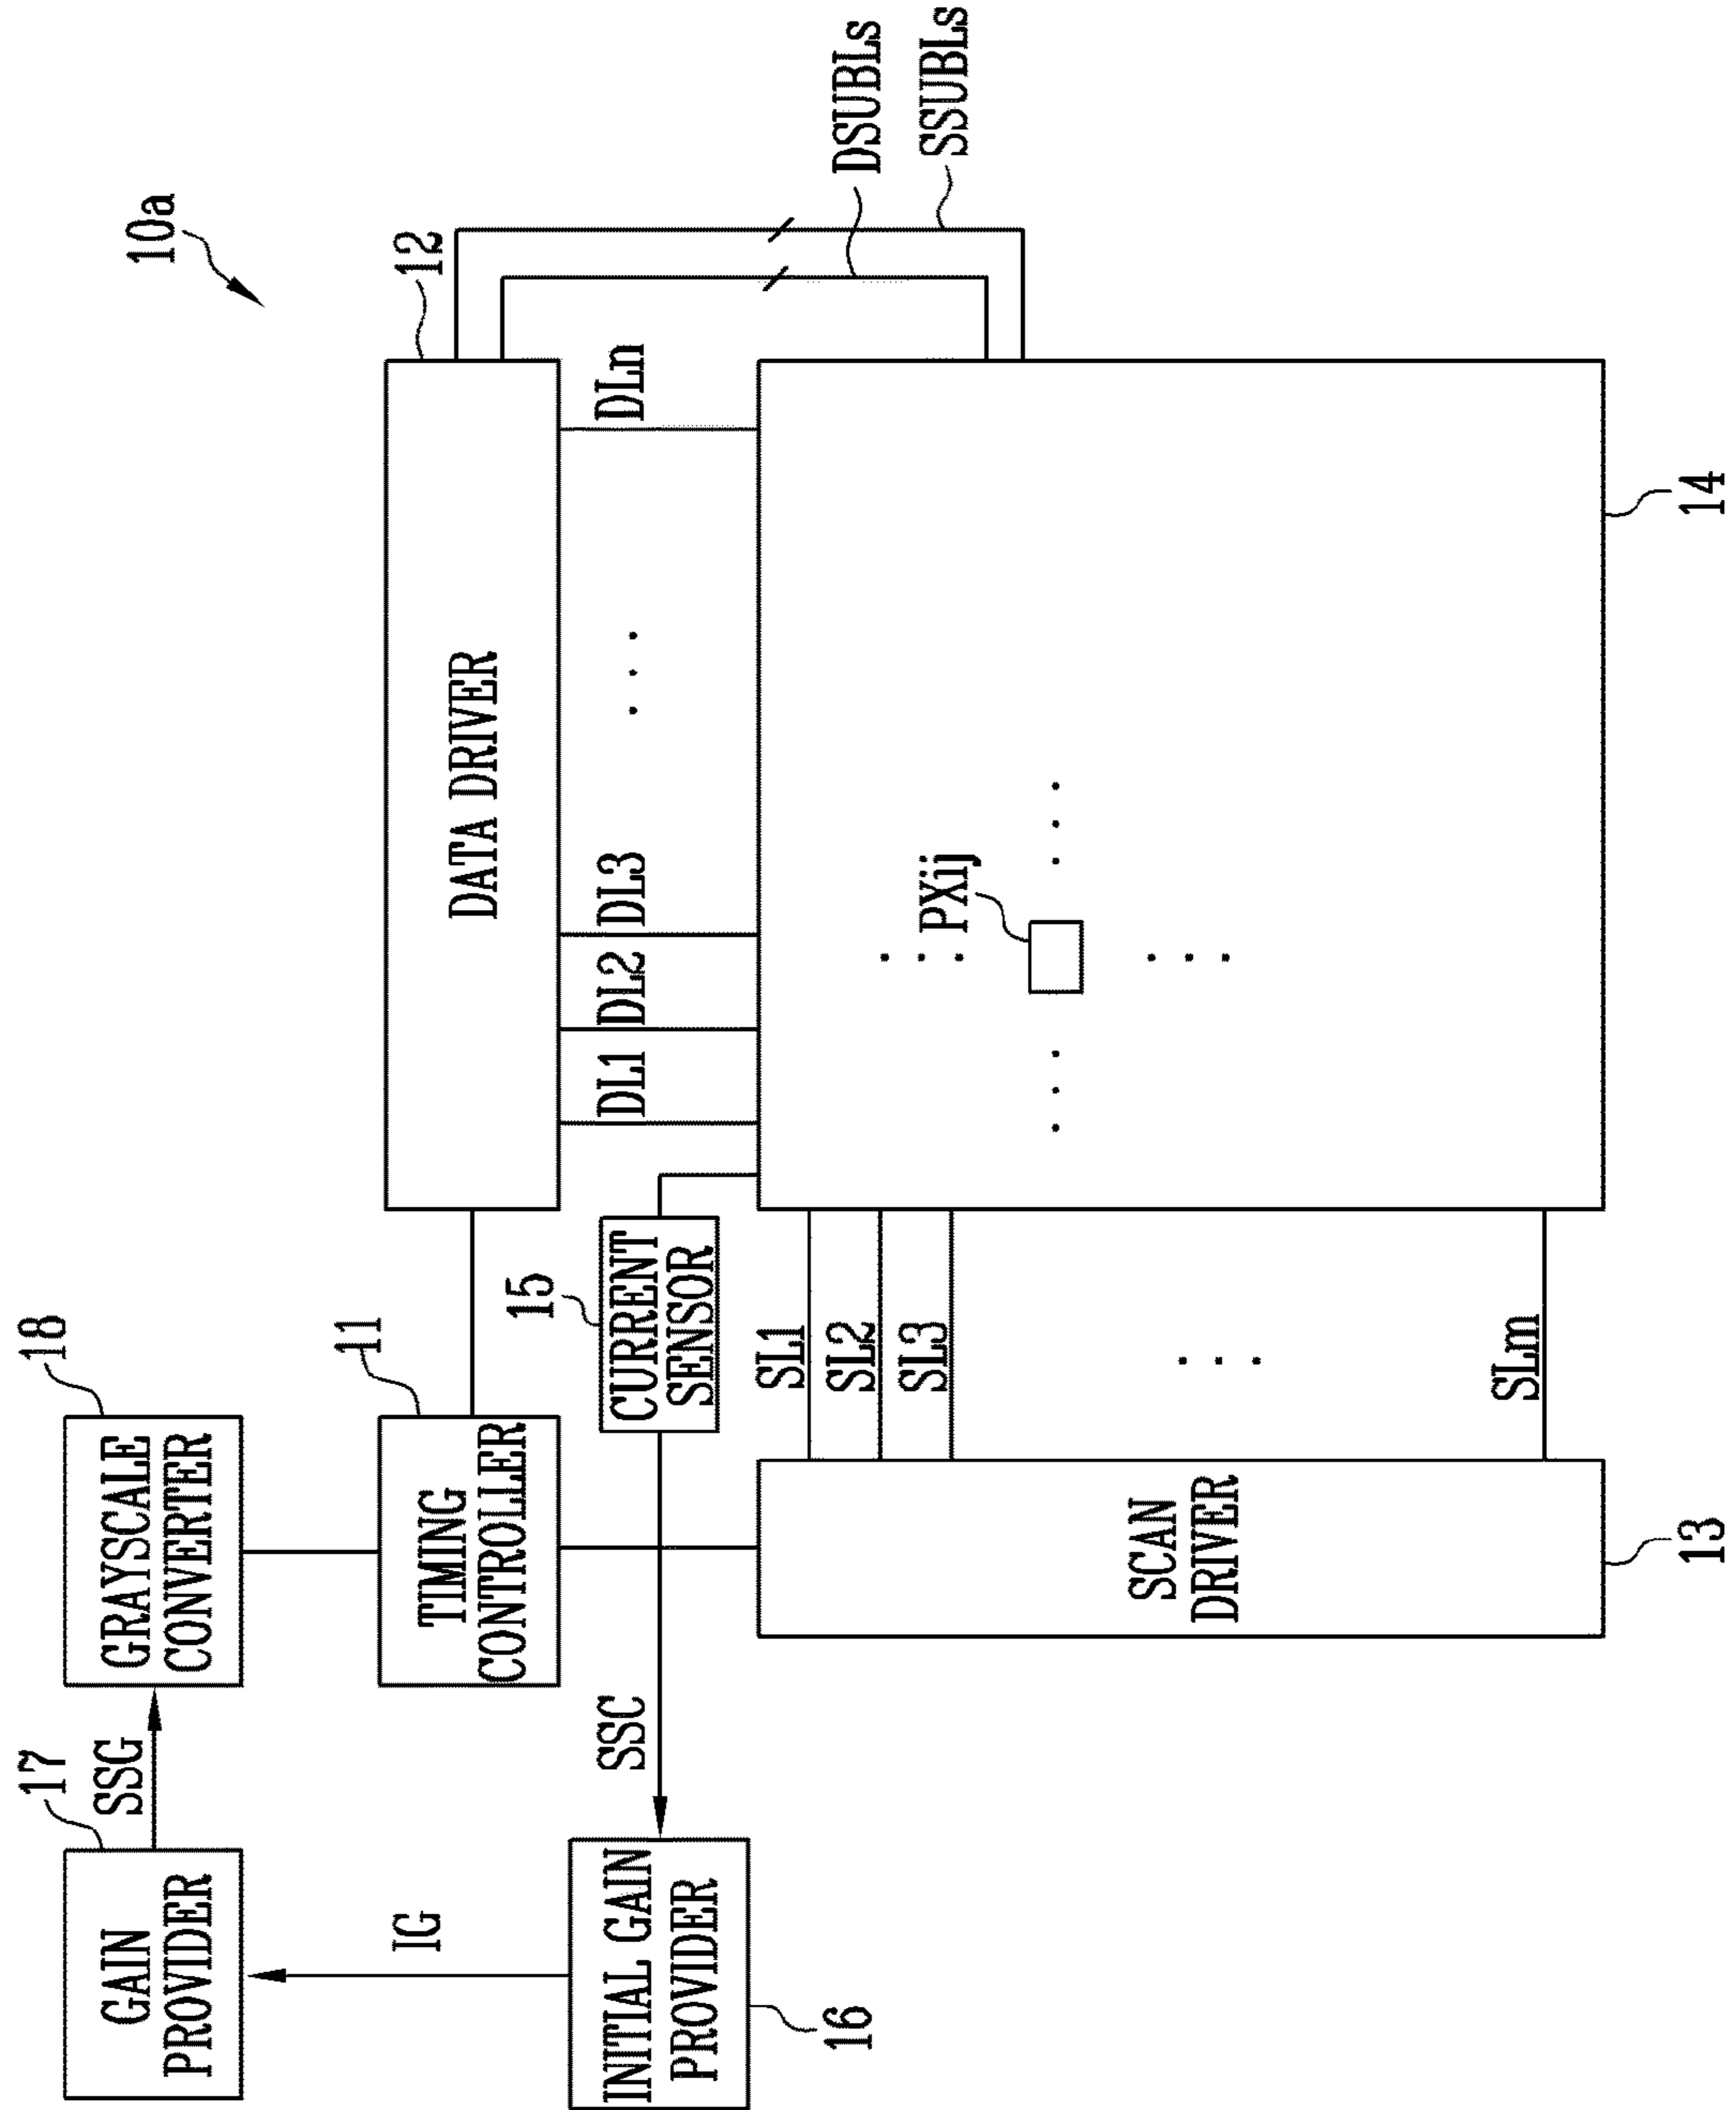 10a
17
18
GAIN
PROVIDER
SSG
GRAYSCALE
CONVERTER
12
11
TIMING
CONTROLLER
DATA DRIVER
IG
15
CURRENT
SENSOR
SSC
DL1
DL2
DL3
. . .
DLn
DSUBLs
SSUBLs
INITIAL GAIN
PROVIDER
16
SL1
SL2
SL3
. . .
SLm
PXij
SCAN
DRIVER
13
14